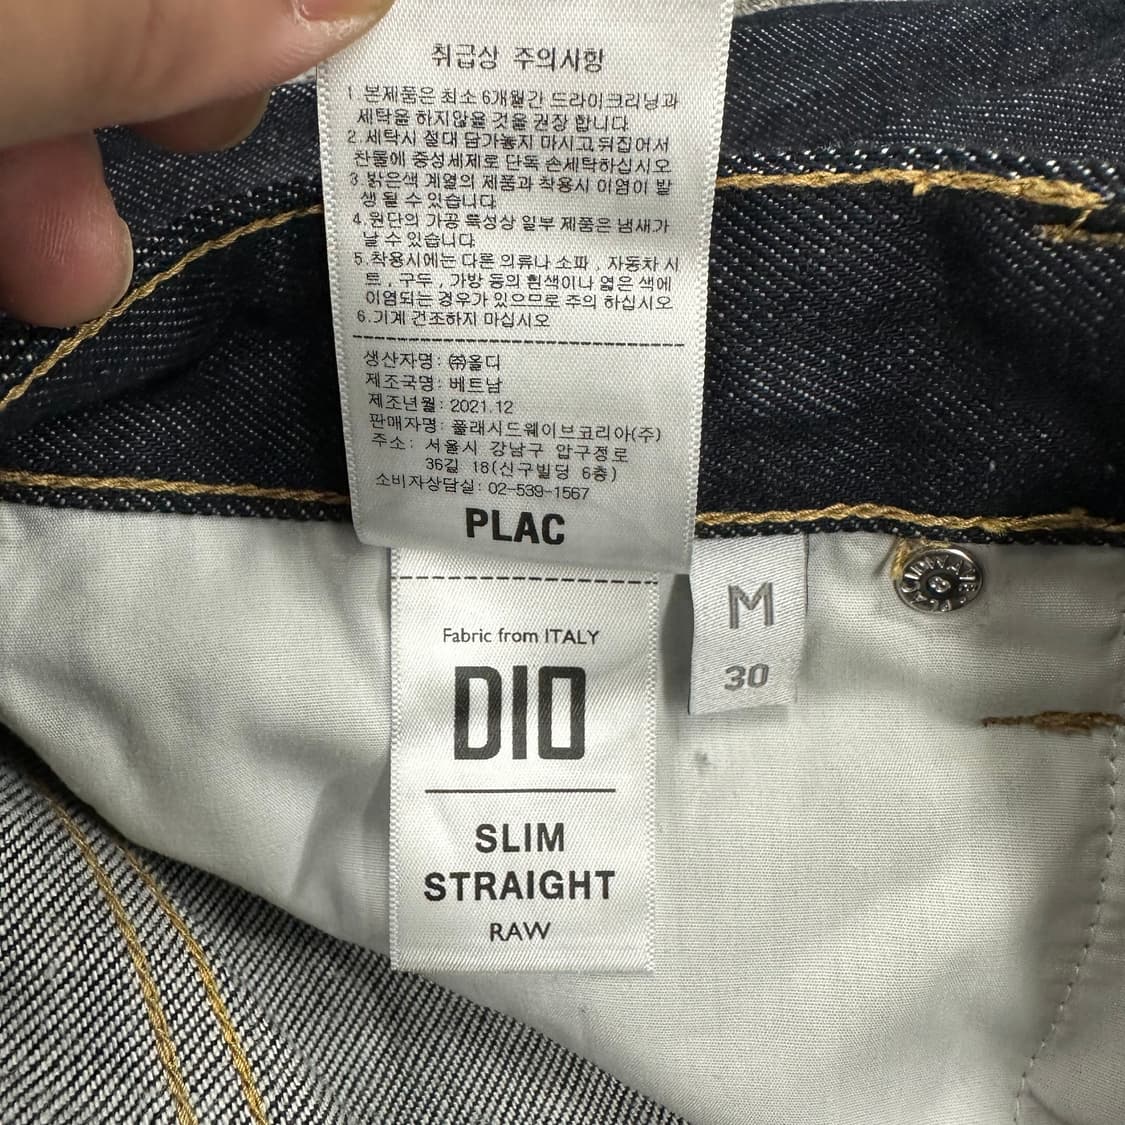 취급상 주의사항
1. 본제품은 최소 6개월간 드라이크리닝과
세탁을 하지않을 것을 권장 합니다
2. 세탁시 절대 담가놓지 마시고 뒤집어서
찬물에 중성세제로 단독 손세탁하십시오
3. 밝은색 계열의 제품과 착용시 이염이 발
생 될 수 있습니다
4. 원단의 가공 특성상 일부 제품은 냄새가
날 수 있습니다
5. 착용시에는 다른 의류나 소파 , 자동차 시
트 , 구두 , 가방 등의 흰색이나 엷은 색에
이염되는 경우가 있으므로 주의 하십시오
6. 기계 건조하지 마십시오
생산자명: ㈜올디
제조국명: 베트남
제조년월: 2021.12
판매자명: 플래시드웨이브코리아(주)
주소: 서울시 강남구 압구정로
36길 18(신구빌딩 6층)
소비자상담실: 02-539-1567
PLAC
M
30
Fabric from ITALY
DIO
SLIM
STRAIGHT
RAW